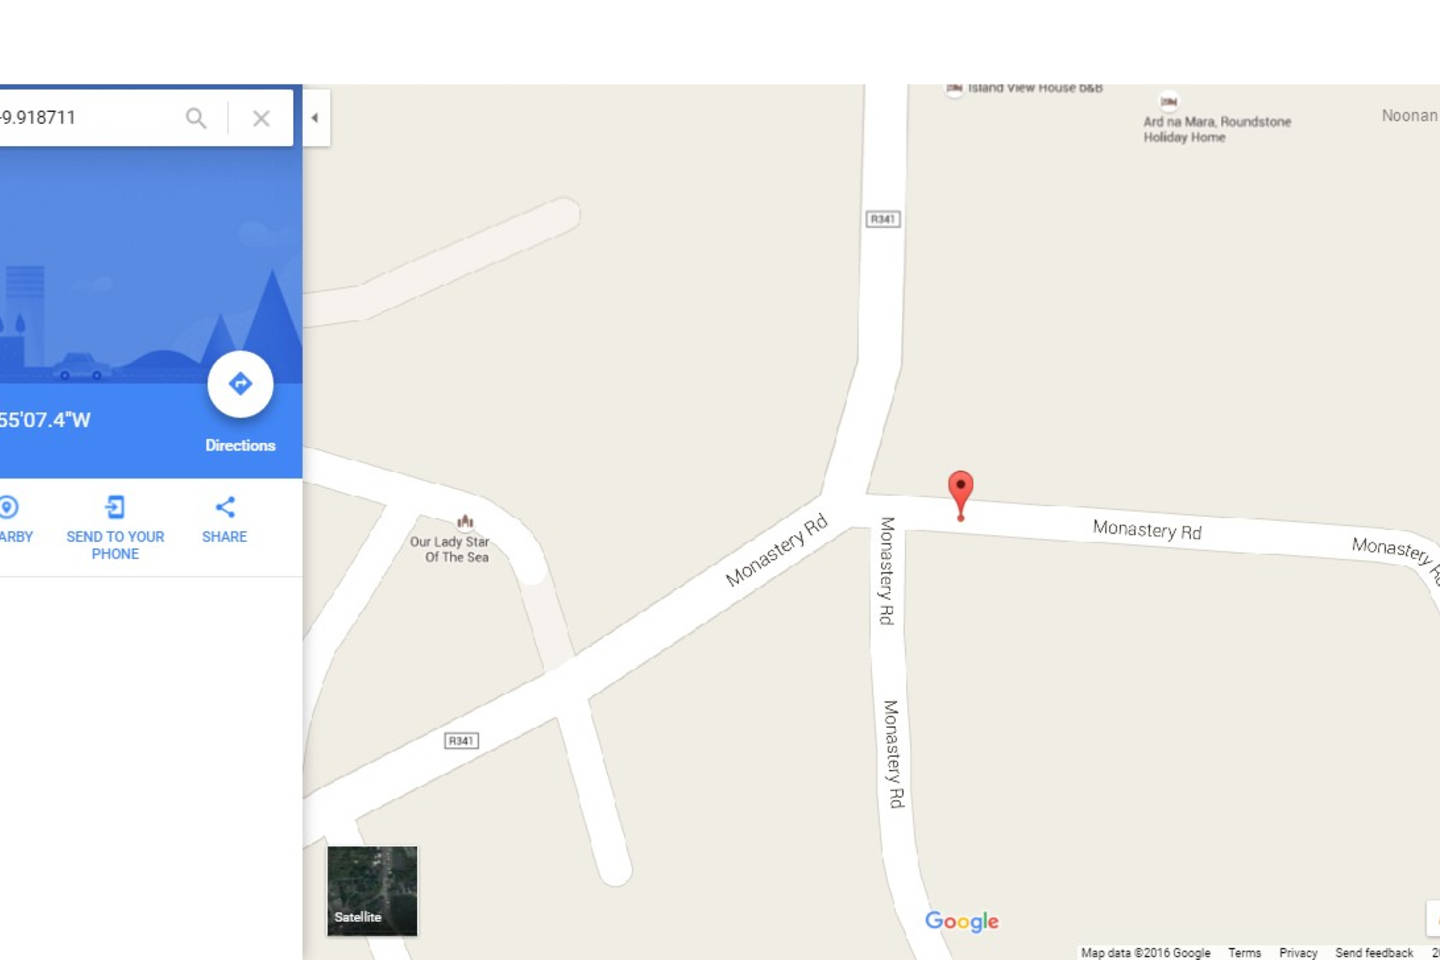 -9.918711
55'07.4"W
Directions
ARBY
SEND TO YOUR
PHONE
SHARE
Island View House B&B
Ard na Mara, Roundstone
Holiday Home
Noonan
R341
Our Lady Star
Of The Sea
Monastery Rd
Monastery Rd
Monastery Rd
Monastery Rd
Monastery Rd
R341
Satellite
Google
Map data ©2016 Google
Terms
Privacy
Send feedback
2